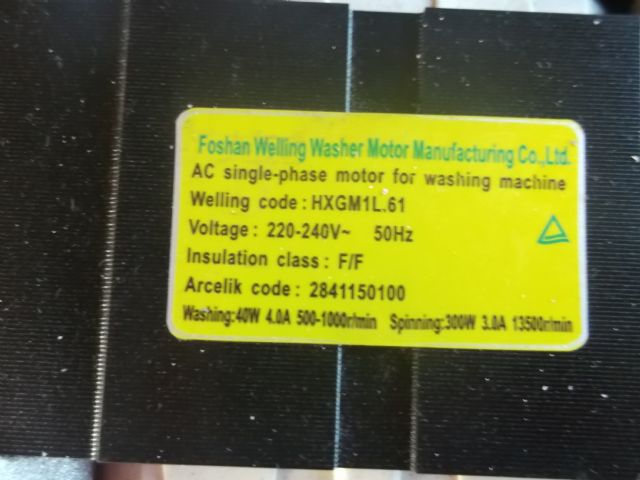 Foshan Welling Washer Motor Manufacturing Co.,Ltd.
AC single-phase motor for washing machine
Welling code : HXGM1L.61
Voltage : 220-240V~ 50Hz
Insulation class : F/F
Arcelik code : 2841150100
Washing:40W 4.0A 500-1000r/min Spinning:300W 3.0A 13500r/min